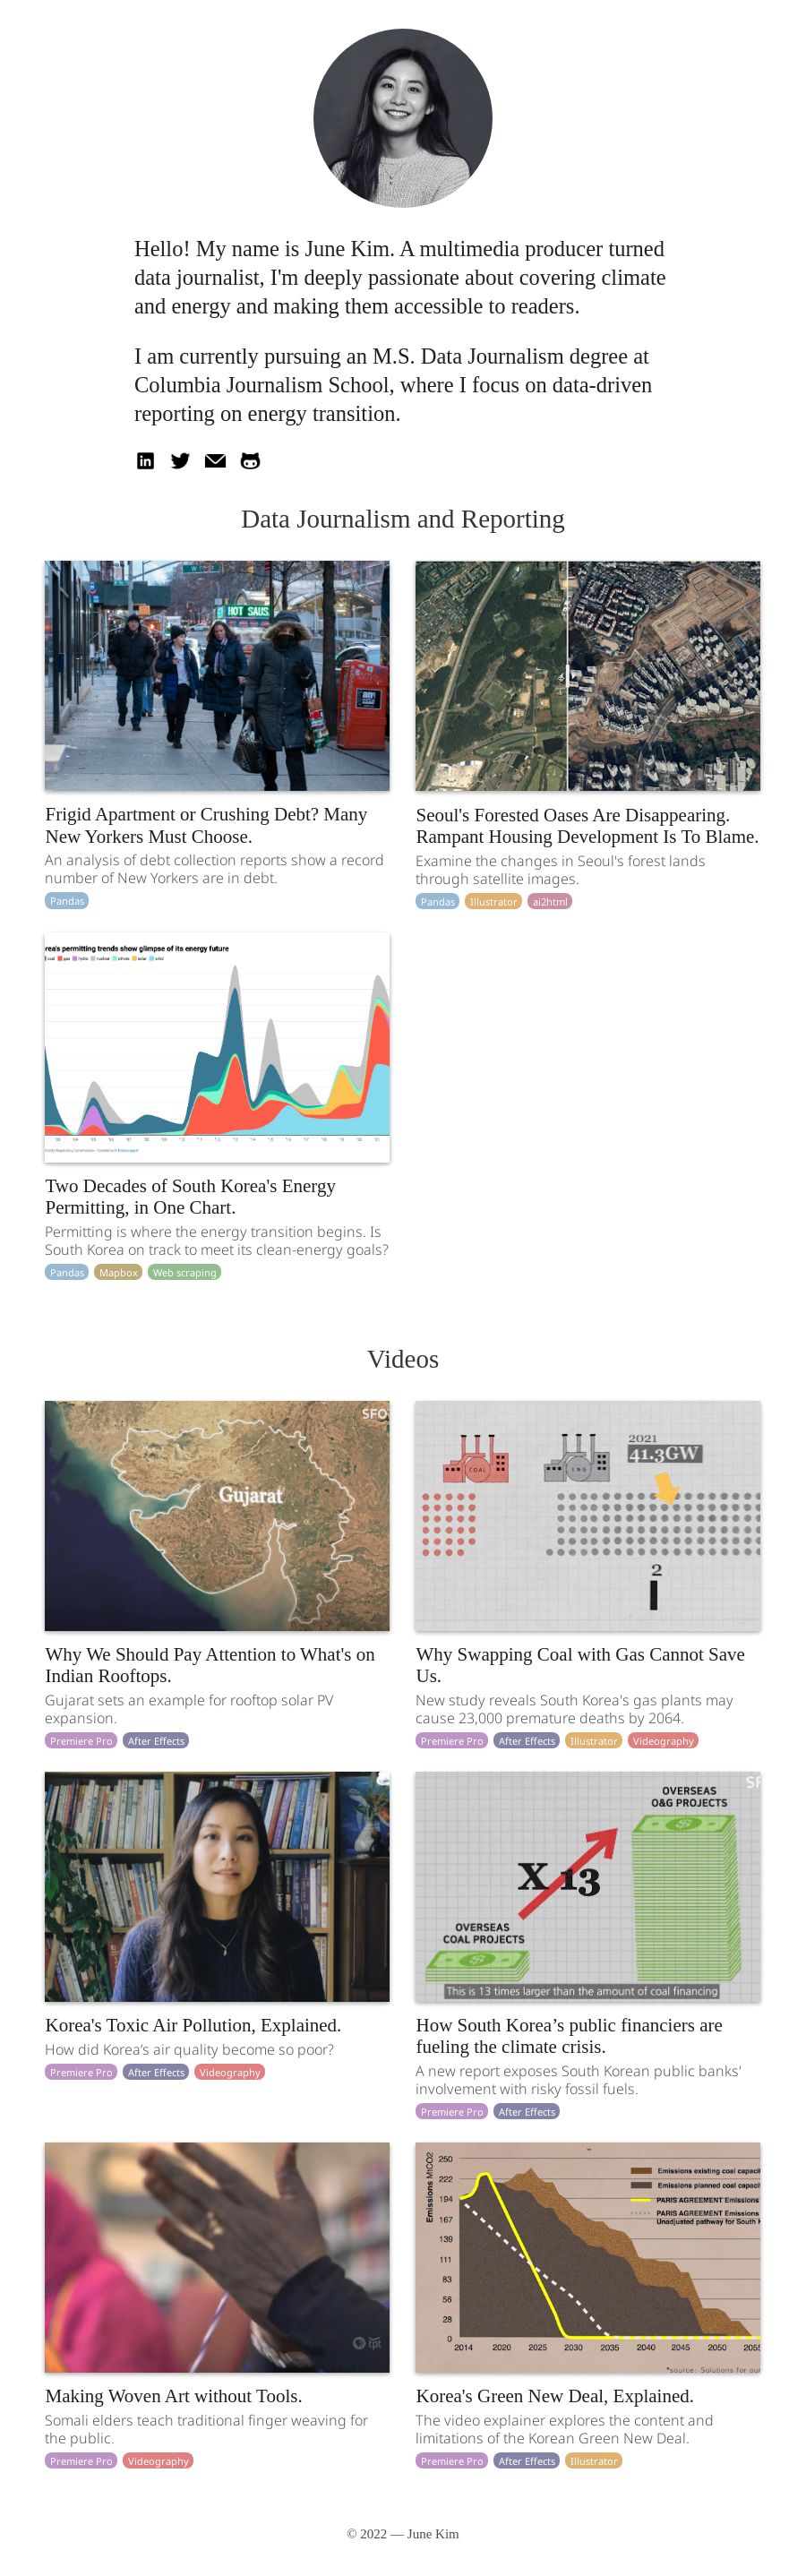 Hello! My name is June Kim. A multimedia producer turned
data journalist, I'm deeply passionate about covering climate
and energy and making them accessible to readers.
I am currently pursuing an M.S. Data Journalism degree at
Columbia Journalism School, where I focus on data-driven
reporting on energy transition.
Data Journalism and Reporting
HOT SAUS
Frigid Apartment or Crushing Debt? Many
New Yorkers Must Choose.
An analysis of debt collection reports show a record
number of New Yorkers are in debt.
Pandas
Seoul's Forested Oases Are Disappearing.
Rampant Housing Development Is To Blame.
Examine the changes in Seoul's forest lands
through satellite images.
Pandas Illustrator ai2html
rea's permitting trends show glimpse of its energy future
Two Decades of South Korea's Energy
Permitting, in One Chart.
Permitting is where the energy transition begins. Is
South Korea on track to meet its clean-energy goals?
Pandas Mapbox Web scraping
Videos
SFO
Gujarat
Why We Should Pay Attention to What's on
Indian Rooftops.
Gujarat sets an example for rooftop solar PV
expansion.
Premiere Pro After Effects
2021
41.3GW
COAL
LNG
2
Why Swapping Coal with Gas Cannot Save
Us.
New study reveals South Korea's gas plants may
cause 23,000 premature deaths by 2064.
Premiere Pro After Effects Illustrator Videography
Korea's Toxic Air Pollution, Explained.
How did Korea’s air quality become so poor?
Premiere Pro After Effects Videography
SF
OVERSEAS
O&G PROJECTS
X 13
OVERSEAS
COAL PROJECTS
This is 13 times larger than the amount of coal financing
How South Korea’s public financiers are
fueling the climate crisis.
A new report exposes South Korean public banks'
involvement with risky fossil fuels.
Premiere Pro After Effects
tpt
Making Woven Art without Tools.
Somali elders teach traditional finger weaving for
the public.
Premiere Pro Videography
Emissions MtCO2
250
222
194
167
139
111
83
56
28
0
2014 2020 2025 2030 2035 2040 2045 2050 2055
Emissions existing coal capacit
Emissions planned coal capacit
PARIS AGREEMENT Emissions
PARIS AGREEMENT Emissions
Unadjusted pathway for South K
*source: Solutions for our
Korea's Green New Deal, Explained.
The video explainer explores the content and
limitations of the Korean Green New Deal.
Premiere Pro After Effects Illustrator
© 2022 — June Kim